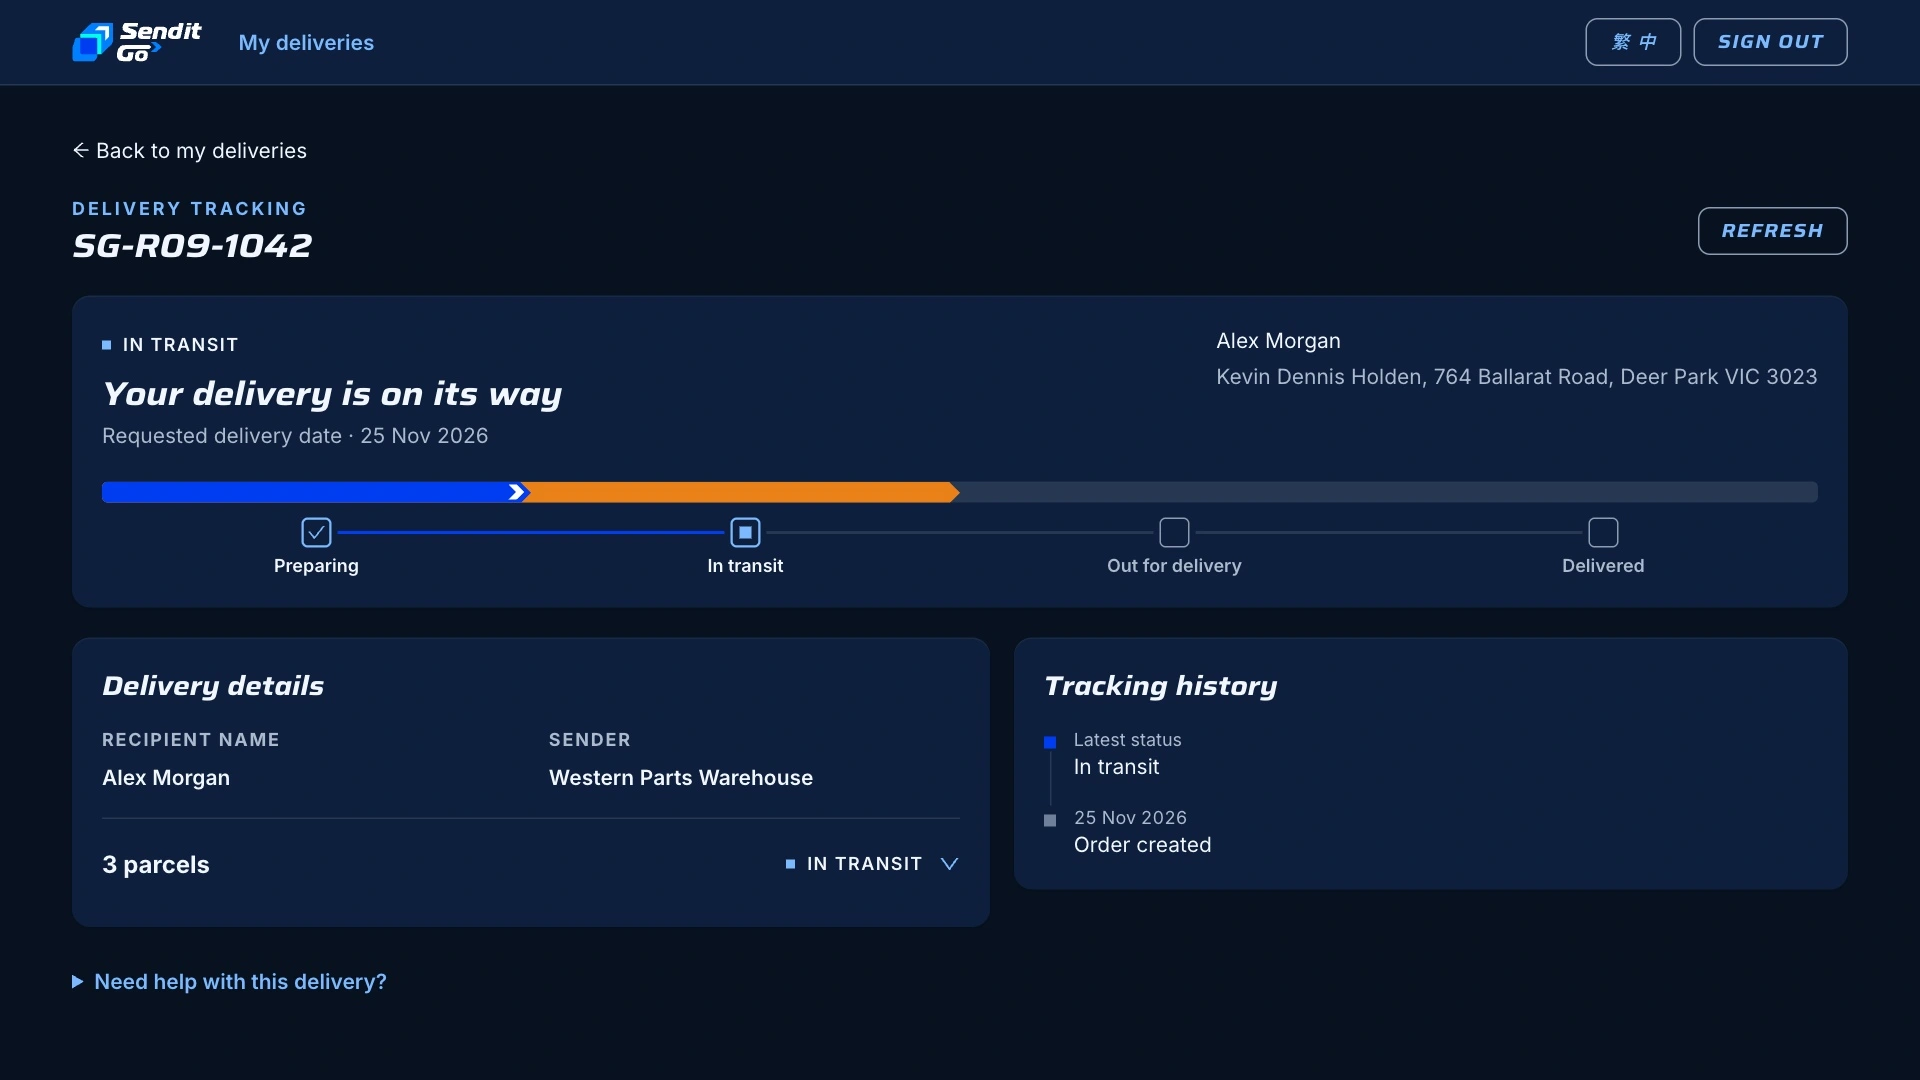 Sendit Go
My deliveries
繁 中
SIGN OUT
← Back to my deliveries
DELIVERY TRACKING
SG-R09-1042
REFRESH
IN TRANSIT
Your delivery is on its way
Requested delivery date · 25 Nov 2026
Alex Morgan
Kevin Dennis Holden, 764 Ballarat Road, Deer Park VIC 3023
Preparing
In transit
Out for delivery
Delivered
Delivery details
RECIPIENT NAME
Alex Morgan
SENDER
Western Parts Warehouse
3 parcels
IN TRANSIT
Tracking history
Latest status
In transit
25 Nov 2026
Order created
Need help with this delivery?